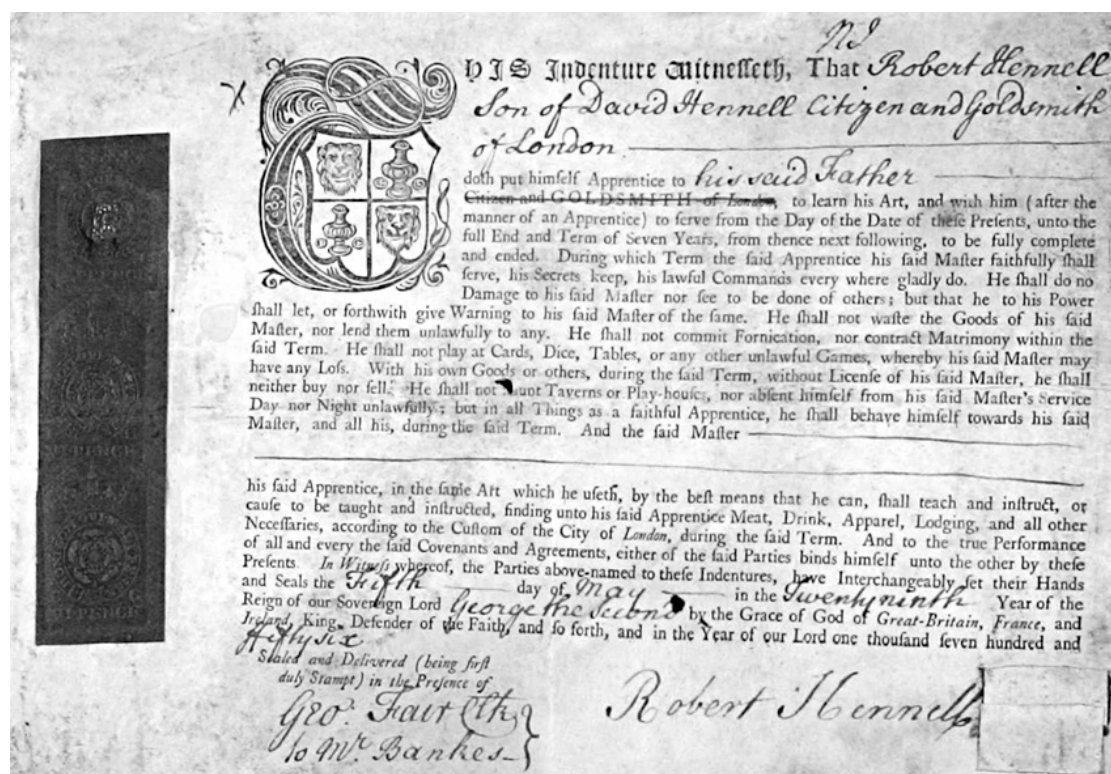 NI
THIS Indenture Witnesseth, That Robert Hennell
Son of David Hennell Citizen and Goldsmith
of London
doth put himself Apprentice to his said Father
Citizen and GOLDSMITH of London, to learn his Art, and with him (after the
manner of an Apprentice) to ſerve from the Day of the Date of theſe Preſents, unto the
full End and Term of Seven Years, from thence next following, to be fully complete
and ended. During which Term the ſaid Apprentice his ſaid Maſter faithfully ſhall
ſerve, his Secrets keep, his lawful Commands every where gladly do. He ſhall do no
Damage to his ſaid Maſter nor ſee to be done of others; but that he to his Power
ſhall let, or forthwith give Warning to his ſaid Maſter of the ſame. He ſhall not waſte the Goods of his ſaid
Maſter, nor lend them unlawfully to any. He ſhall not commit Fornication, nor contract Matrimony within the
ſaid Term. He ſhall not play at Cards, Dice, Tables, or any other unlawful Games, whereby his ſaid Maſter may
have any Loſs. With his own Goods or others, during the ſaid Term, without Licenſe of his ſaid Maſter, he ſhall
neither buy nor ſell. He ſhall not haunt Taverns or Play-houſes, nor abſent himſelf from his ſaid Maſter's Service
Day nor Night unlawfully; but in all Things as a faithful Apprentice, he ſhall behave himſelf towards his ſaid
Maſter, and all his, during the ſaid Term. And the ſaid Maſter
his ſaid Apprentice, in the ſame Art which he uſeth, by the beſt means that he can, ſhall teach and inſtruct, or
cauſe to be taught and inſtructed, finding unto his ſaid Apprentice Meat, Drink, Apparel, Lodging, and all other
Neceſſaries, according to the Cuſtom of the City of London, during the ſaid Term. And to the true Performance
of all and every the ſaid Covenants and Agreements, either of the ſaid Parties binds himſelf unto the other by theſe
Preſents. In Witneſs whereof, the Parties above-named to theſe Indentures, have Interchangeably ſet their Hands
and Seals the Fifth day of May in the Twenty ninth Year of the
Reign of our Sovereign Lord George the Second by the Grace of God of Great-Britain, France, and
Ireland, King, Defender of the Faith, and ſo forth, and in the Year of our Lord one thouſand ſeven hundred and
fifty six
Sealed and Delivered (being firſt
duly Stampt) in the Preſence of
Geo. Fair Clk
to Mr. Bankes
Robert Hennell